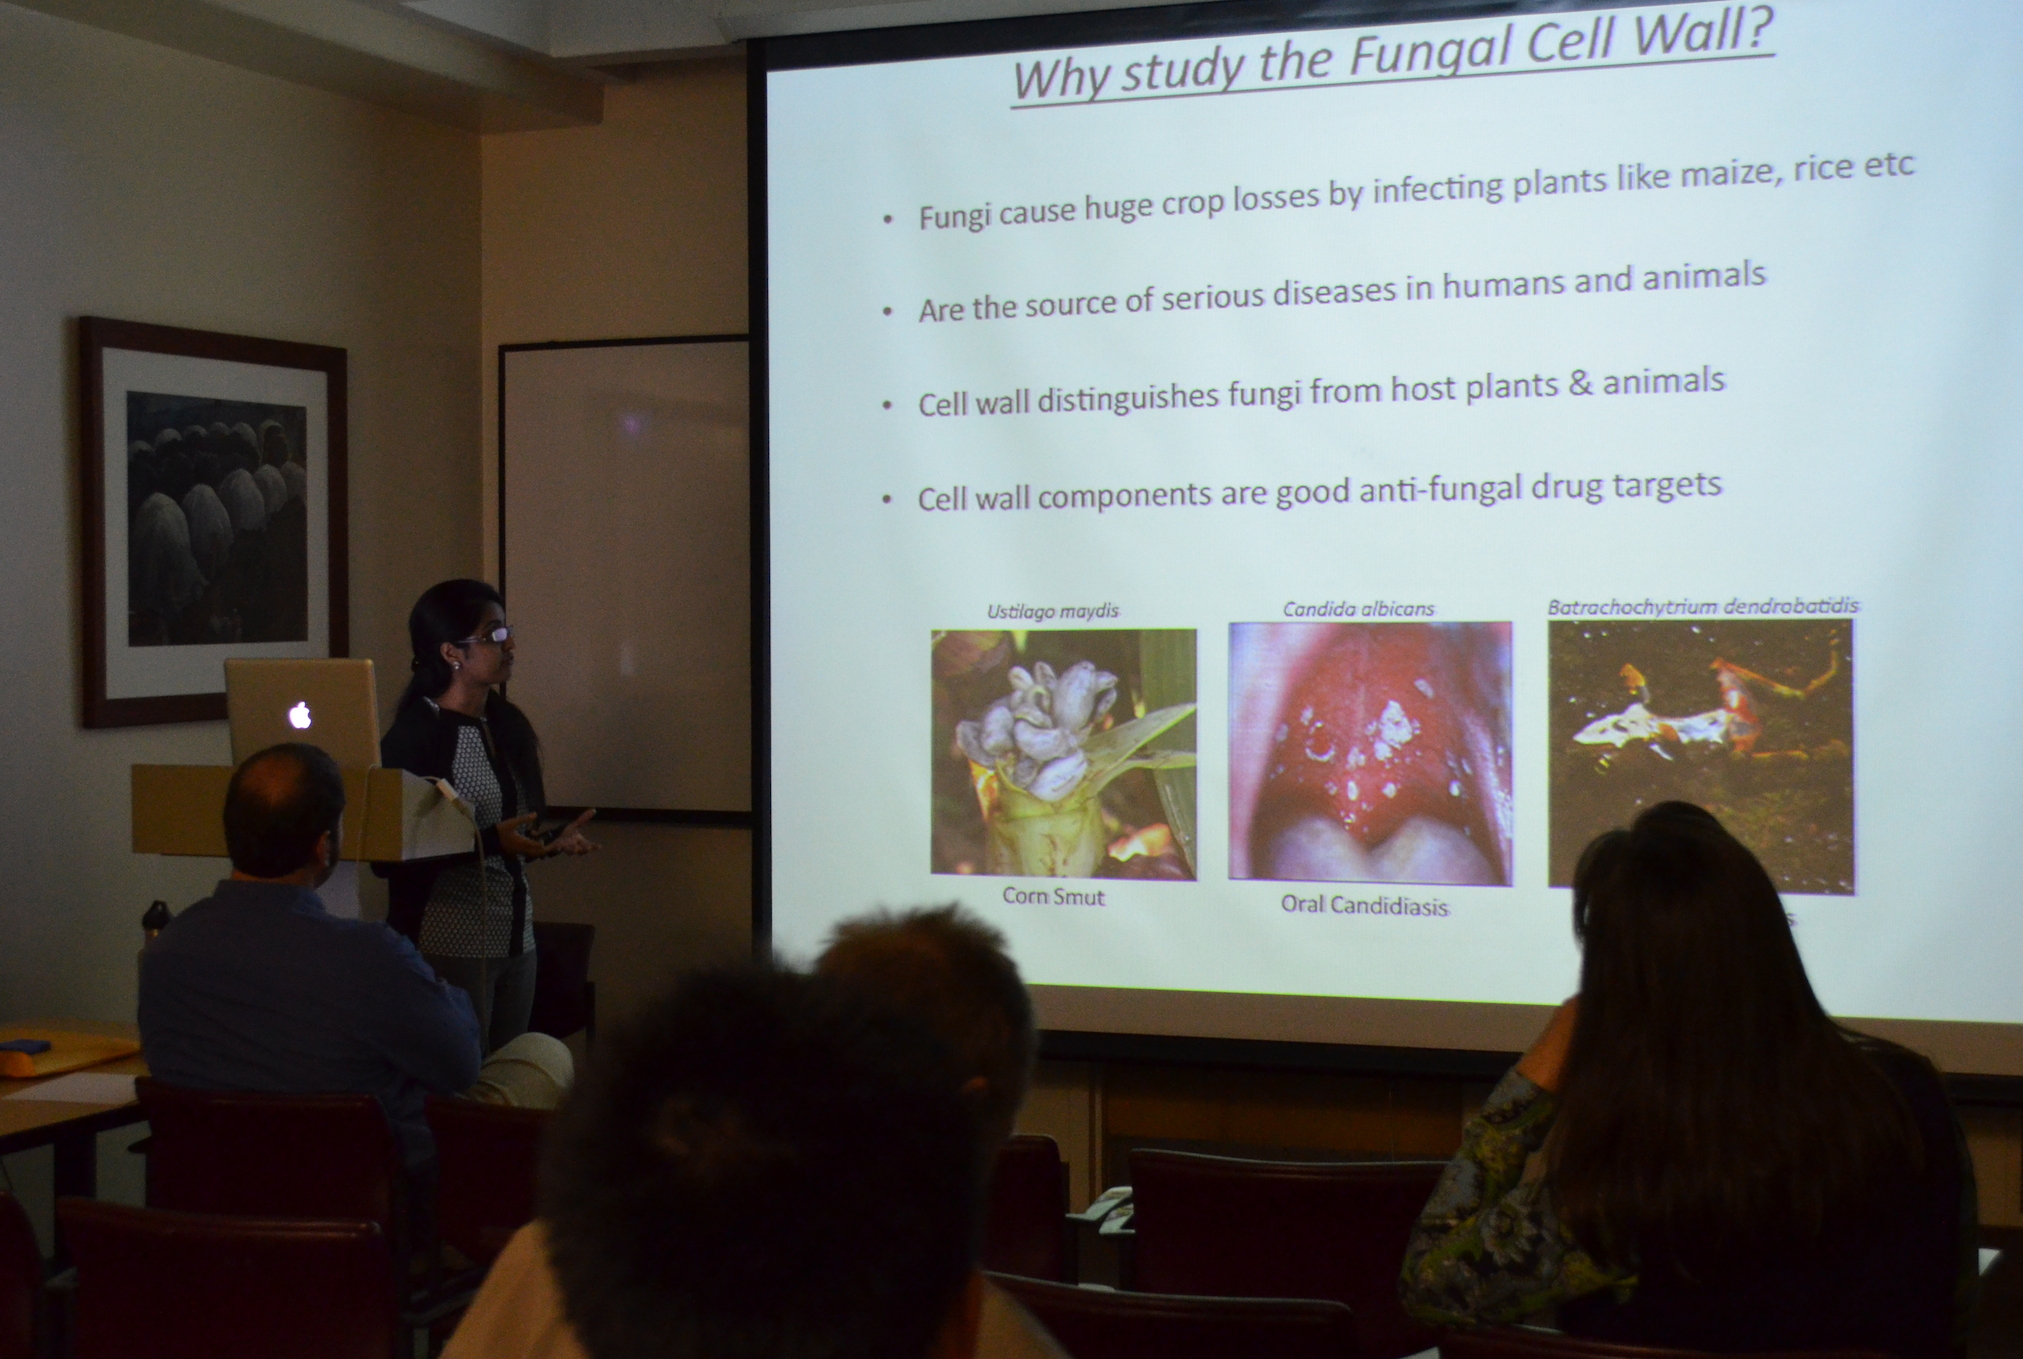 Why study the Fungal Cell Wall?
• Fungi cause huge crop losses by infecting plants like maize, rice etc
• Are the source of serious diseases in humans and animals
• Cell wall distinguishes fungi from host plants & animals
• Cell wall components are good anti-fungal drug targets
Ustilago maydis Candida albicans Batrachochytrium dendrobatidis
Corn Smut Oral Candidiasis